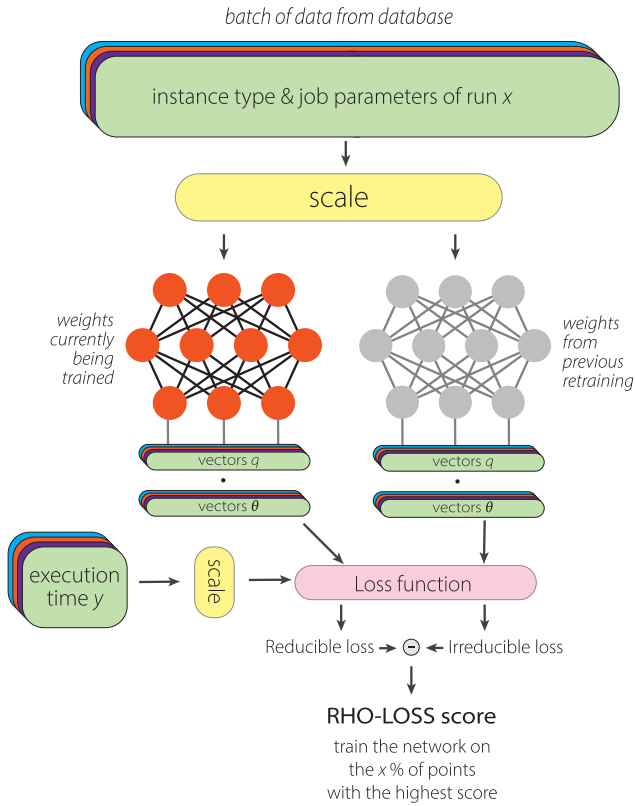 batch of data from database
instance type & job parameters of run x
scale
weights
currently
being
trained
weights
from
previous
retraining
vectors q
vectors q
·
·
vectors θ
vectors θ
execution
time y
scale
Loss function
Reducible loss
−
Irreducible loss
RHO-LOSS score
train the network on
the x % of points
with the highest score